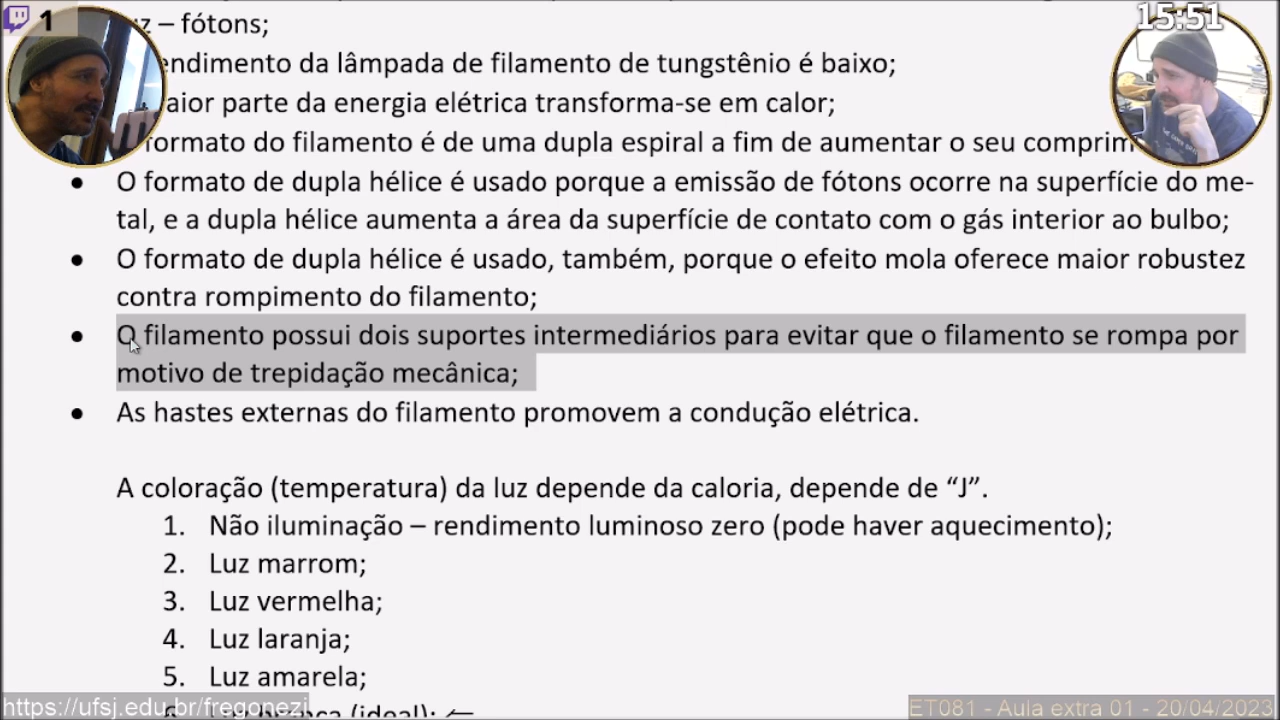 1
15:51
z – fótons;
endimento da lâmpada de filamento de tungstênio é baixo;
aior parte da energia elétrica transforma-se em calor;
formato do filamento é de uma dupla espiral a fim de aumentar o seu comprim
• O formato de dupla hélice é usado porque a emissão de fótons ocorre na superfície do me-
tal, e a dupla hélice aumenta a área da superfície de contato com o gás interior ao bulbo;
• O formato de dupla hélice é usado, também, porque o efeito mola oferece maior robustez
contra rompimento do filamento;
• O filamento possui dois suportes intermediários para evitar que o filamento se rompa por
motivo de trepidação mecânica;
• As hastes externas do filamento promovem a condução elétrica.
A coloração (temperatura) da luz depende da caloria, depende de “J”.
1. Não iluminação – rendimento luminoso zero (pode haver aquecimento);
2. Luz marrom;
3. Luz vermelha;
4. Luz laranja;
5. Luz amarela;
(ideal); ⇐
https://ufsj.edu.br/fregonezi
ET081 - Aula extra 01 - 20/04/2023